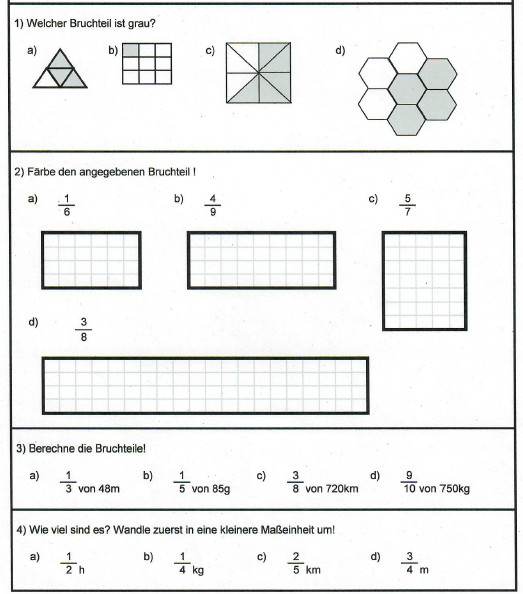 1) Welcher Bruchteil ist grau?
a) b) c) d)
2) Färbe den angegebenen Bruchteil !
a) 1/6 b) 4/9 c) 5/7
d) 3/8
3) Berechne die Bruchteile!
a) 1/3 von 48m b) 1/5 von 85g c) 3/8 von 720km d) 9/10 von 750kg
4) Wie viel sind es? Wandle zuerst in eine kleinere Maßeinheit um!
a) 1/2 h b) 1/4 kg c) 2/5 km d) 3/4 m